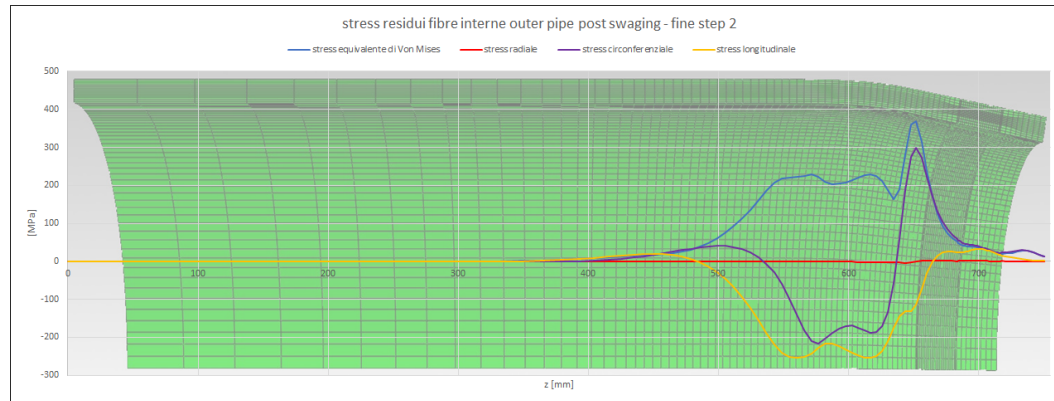 stress residui fibre interne outer pipe post swaging - fine step 2
stress equivalente di Von Mises stress radiale stress circonferenziale stress longitudinale
500
400
300
200
100
0
-100
-200
-300
[MPa]
0 100 200 300 400 500 600 700
z [mm]